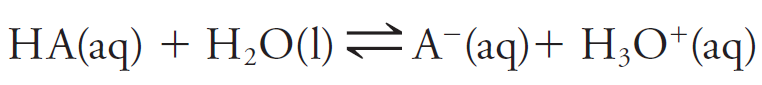 HA(aq) + H₂O(l) ⇌ A⁻(aq)+ H₃O⁺(aq)